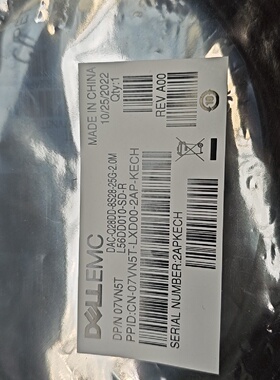 DELLEMC
DAC-Q28DD-8S28-25G-2.0M
L56DD010-SD-R
DP/N 07VN5T
PPID:CN-07VN5T-LXD00-2AP-KECH
SERIAL NUMBER:2APKECH
MADE IN CHINA
10/25/2022
Qty:1
REV A00
10